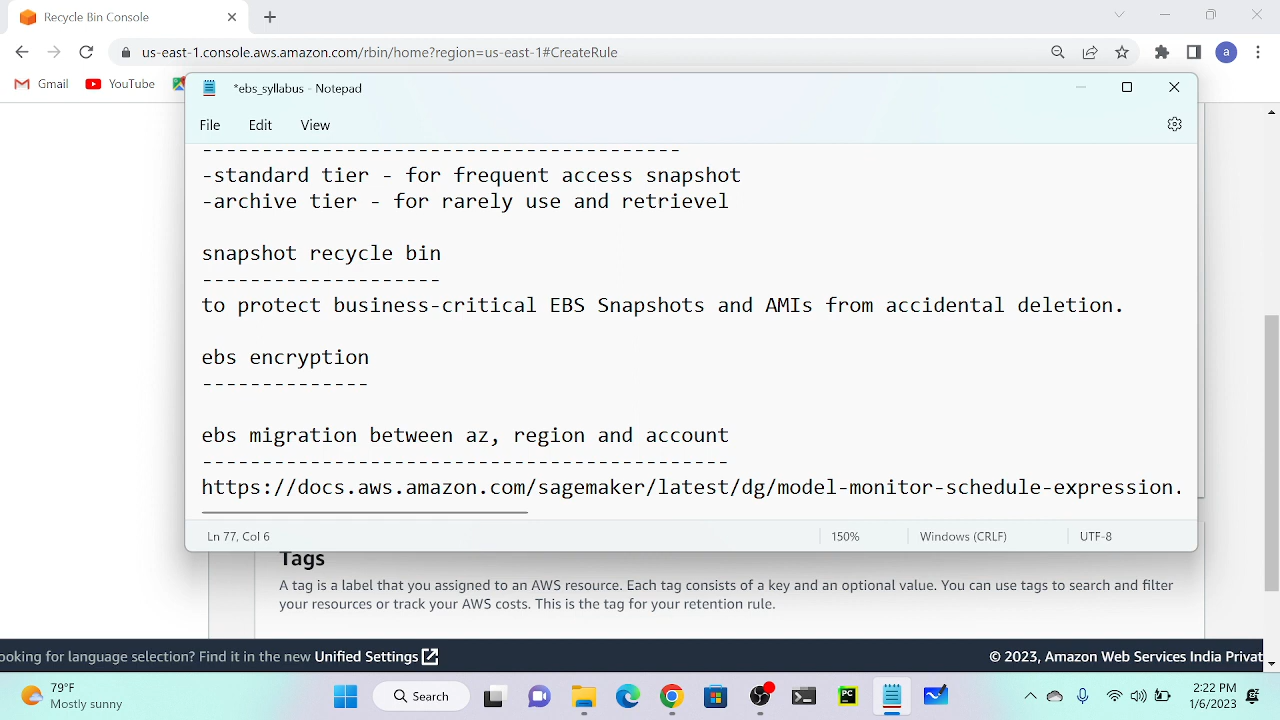 Recycle Bin Console
us-east-1.console.aws.amazon.com/rbin/home?region=us-east-1#CreateRule
a
Gmail
YouTube
*ebs_syllabus - Notepad
File Edit View
----------------------------------------
-standard tier - for frequent access snapshot
-archive tier - for rarely use and retrievel
snapshot recycle bin
--------------------
to protect business-critical EBS Snapshots and AMIs from accidental deletion.
ebs encryption
--------------
ebs migration between az, region and account
--------------------------------------------
https://docs.aws.amazon.com/sagemaker/latest/dg/model-monitor-schedule-expression.
Ln 77, Col 6 150% Windows (CRLF) UTF-8
Tags
A tag is a label that you assigned to an AWS resource. Each tag consists of a key and an optional value. You can use tags to search and filter
your resources or track your AWS costs. This is the tag for your retention rule.
ooking for language selection? Find it in the new Unified Settings
© 2023, Amazon Web Services India Privat
79°F
Mostly sunny
Search
PC
2:22 PM
1/6/2023